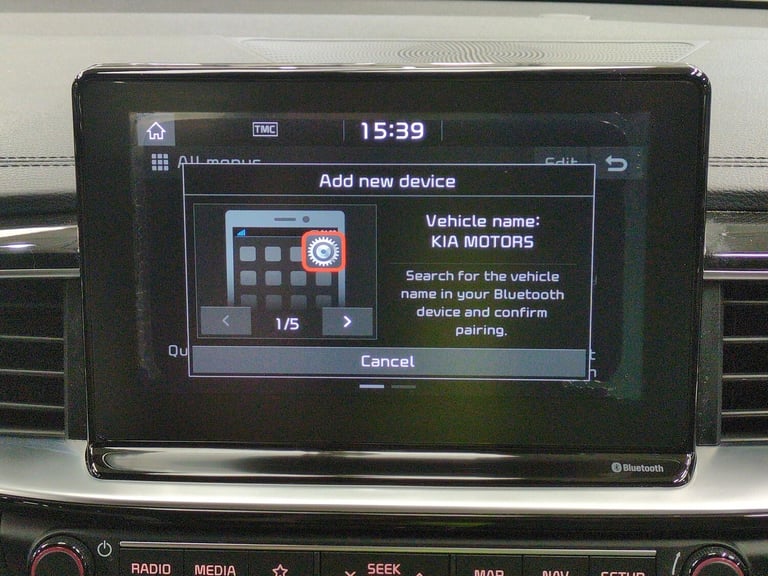 TMC
15:39
All menus
Edit
Add new device
Vehicle name:
KIA MOTORS
Search for the vehicle
name in your Bluetooth
device and confirm
pairing.
1/5
Qu
Cancel
Bluetooth
RADIO MEDIA SEEK MAP NAV SETUP